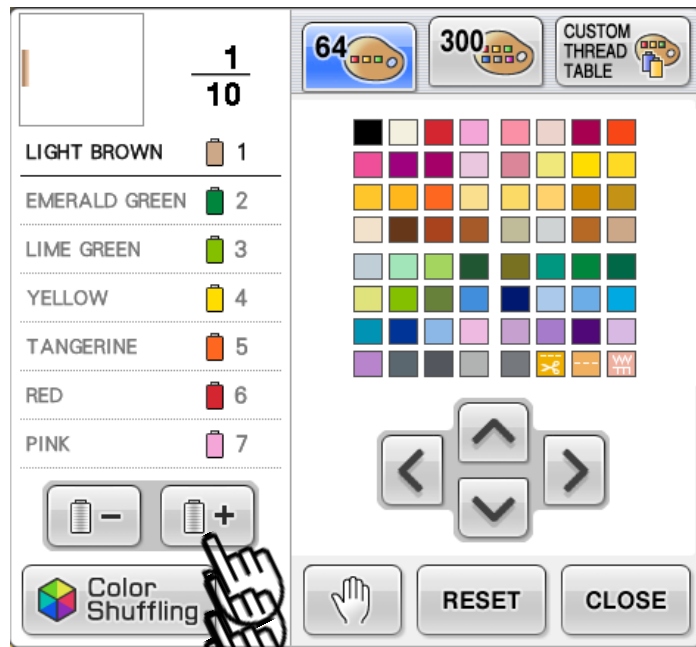 1
10
LIGHT BROWN 1
EMERALD GREEN 2
LIME GREEN 3
YELLOW 4
TANGERINE 5
RED 6
PINK 7
−
+
Color
Shuffling
64
300
CUSTOM
THREAD
TABLE
RESET
CLOSE